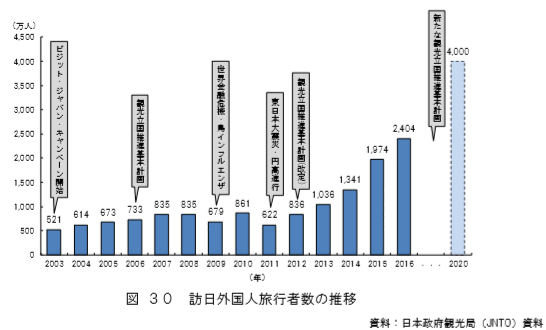 （万人）
4,500
4,000
3,500
3,000
2,500
2,000
1,500
1,000
500
0
ビジット・ジャパン・キャンペーン開始
観光立国推進基本計画
世界金融危機・鳥インフルエンザ
東日本大震災・円高進行
観光立国推進基本計画（改定）
新たな観光立国推進基本計画
521
614
673
733
835
835
679
861
622
836
1,036
1,341
1,974
2,404
4,000
2003 2004 2005 2006 2007 2008 2009 2010 2011 2012 2013 2014 2015 2016 ・・・ 2020
（年）
図 30 訪日外国人旅行者数の推移
資料：日本政府観光局（JNTO）資料